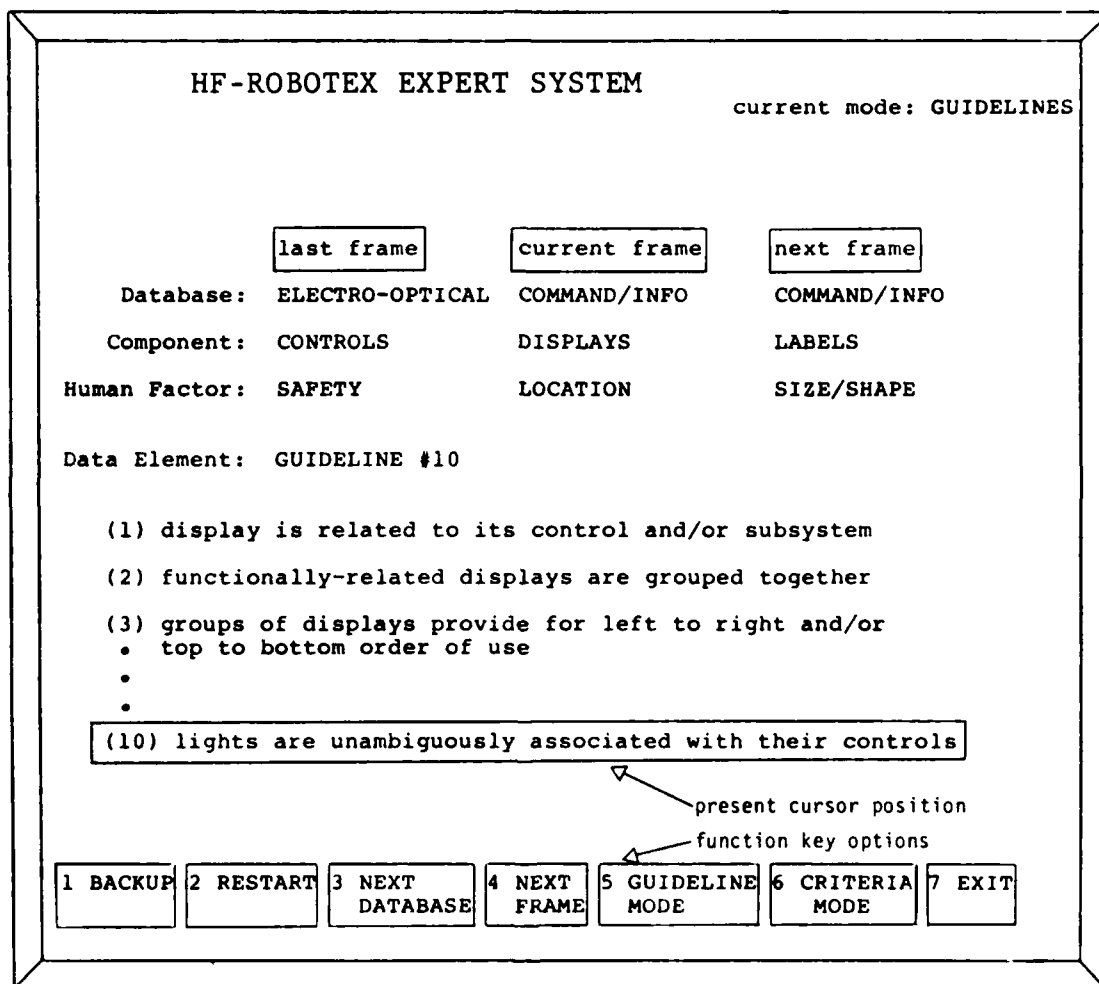 HF-ROBOTEX EXPERT SYSTEM
current mode: GUIDELINES
last frame current frame next frame
Database: ELECTRO-OPTICAL COMMAND/INFO COMMAND/INFO
Component: CONTROLS DISPLAYS LABELS
Human Factor: SAFETY LOCATION SIZE/SHAPE
Data Element: GUIDELINE #10
(1) display is related to its control and/or subsystem
(2) functionally-related displays are grouped together
(3) groups of displays provide for left to right and/or
• top to bottom order of use
•
•
(10) lights are unambiguously associated with their controls
present cursor position
function key options
1 BACKUP 2 RESTART 3 NEXT 4 NEXT 5 GUIDELINE 6 CRITERIA 7 EXIT
DATABASE FRAME MODE MODE